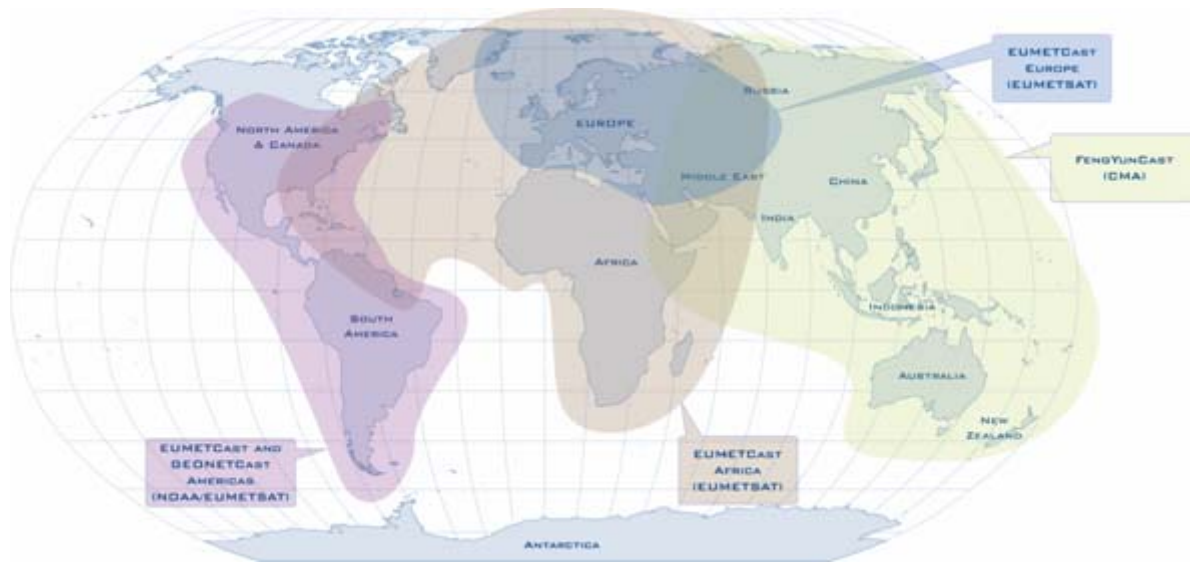 EUMETCast
Europe
(EUMETSAT)
Russia
North America
& Canada
Europe
FengYunCast
(CMA)
Middle East
China
India
Africa
Indonesia
South
America
Australia
New
Zealand
EUMETCast and
GEONETCast
Americas
(NOAA/EUMETSAT)
EUMETCast
Africa
(EUMETSAT)
Antarctica